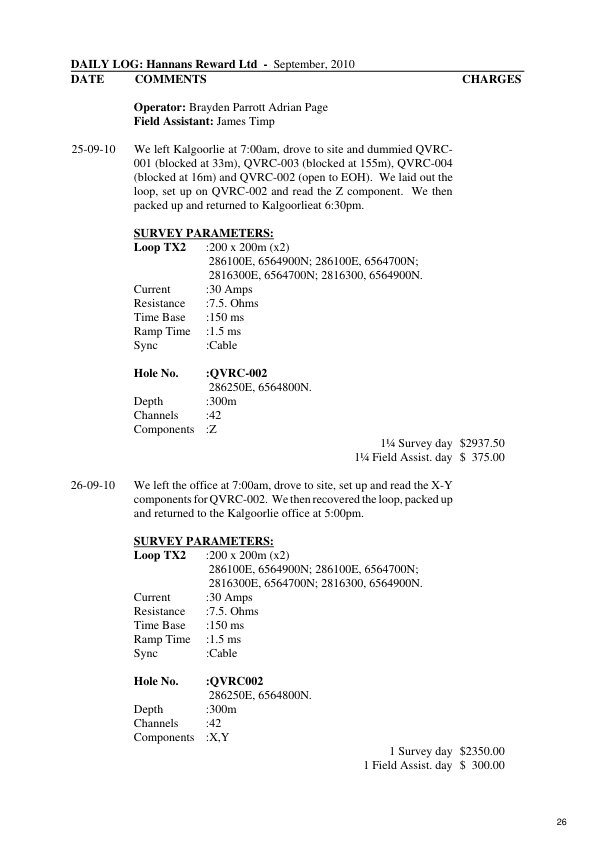 DAILY LOG: Hannans Reward Ltd - September, 2010
DATE COMMENTS CHARGES
Operator: Brayden Parrott Adrian Page
Field Assistant: James Timp
25-09-10 We left Kalgoorlie at 7:00am, drove to site and dummied QVRC-
001 (blocked at 33m), QVRC-003 (blocked at 155m), QVRC-004
(blocked at 16m) and QVRC-002 (open to EOH). We laid out the
loop, set up on QVRC-002 and read the Z component. We then
packed up and returned to Kalgoorlieat 6:30pm.
SURVEY PARAMETERS:
Loop TX2 :200 x 200m (x2)
286100E, 6564900N; 286100E, 6564700N;
2816300E, 6564700N; 2816300, 6564900N.
Current :30 Amps
Resistance :7.5. Ohms
Time Base :150 ms
Ramp Time :1.5 ms
Sync :Cable
Hole No. :QVRC-002
286250E, 6564800N.
Depth :300m
Channels :42
Components :Z
1¼ Survey day $2937.50
1¼ Field Assist. day $ 375.00
26-09-10 We left the office at 7:00am, drove to site, set up and read the X-Y
components for QVRC-002. We then recovered the loop, packed up
and returned to the Kalgoorlie office at 5:00pm.
SURVEY PARAMETERS:
Loop TX2 :200 x 200m (x2)
286100E, 6564900N; 286100E, 6564700N;
2816300E, 6564700N; 2816300, 6564900N.
Current :30 Amps
Resistance :7.5. Ohms
Time Base :150 ms
Ramp Time :1.5 ms
Sync :Cable
Hole No. :QVRC002
286250E, 6564800N.
Depth :300m
Channels :42
Components :X,Y
1 Survey day $2350.00
1 Field Assist. day $ 300.00
26